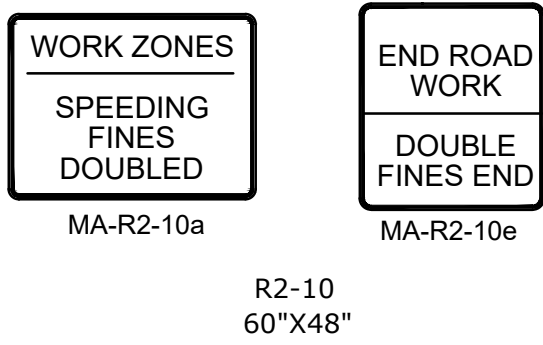 WORK ZONES
SPEEDING
FINES
DOUBLED
MA-R2-10a
END ROAD
WORK
DOUBLE
FINES END
MA-R2-10e
R2-10
60"X48"